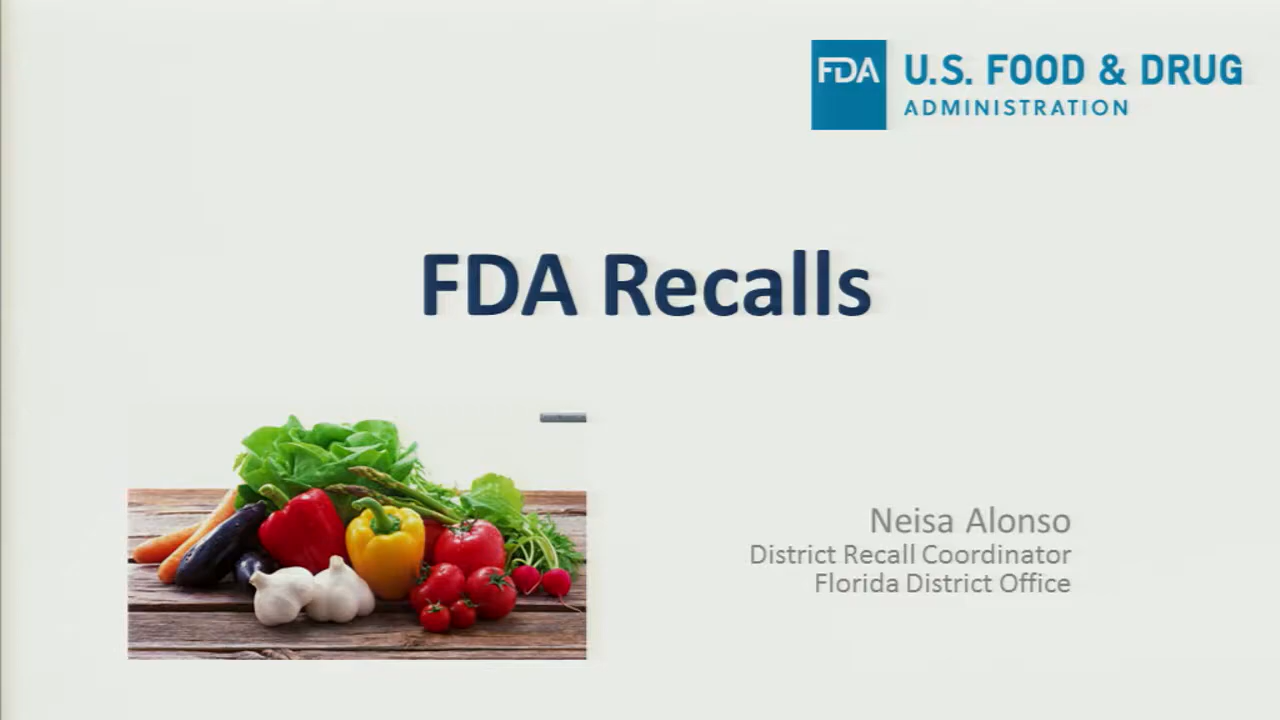 FDA U.S. FOOD & DRUG
ADMINISTRATION
FDA Recalls
Neisa Alonso
District Recall Coordinator
Florida District Office